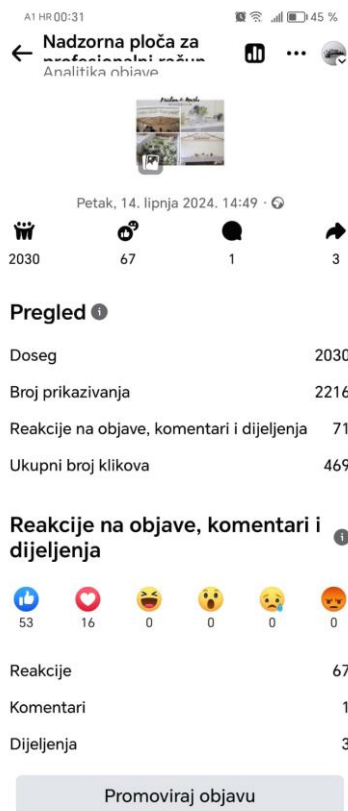 A1 HR 00:31
45 %
Nadzorna ploča za
profesionalni račun
Analitika objave
Petak, 14. lipnja 2024. 14:49 ·
2030 67 1 3
Pregled
Doseg 2030
Broj prikazivanja 2216
Reakcije na objave, komentari i dijeljenja 71
Ukupni broj klikova 469
Reakcije na objave, komentari i
dijeljenja
53 16 0 0 0 0
Reakcije 67
Komentari 1
Dijeljenja 3
Promoviraj objavu